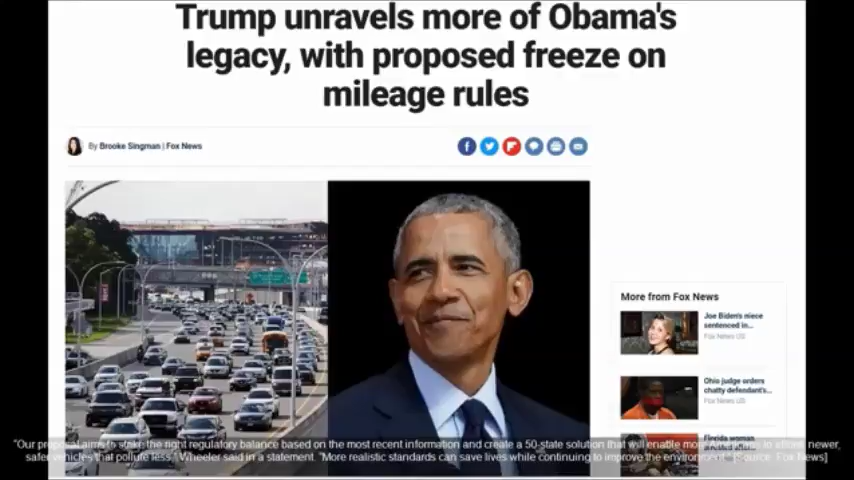 Trump unravels more of Obama's
legacy, with proposed freeze on
mileage rules
By Brooke Singman | Fox News
More from Fox News
Joe Biden's niece
sentenced in...
Fox News US
Ohio judge orders
chatty defendant's...
Fox News US
Florida woman
"Our proposal aims to strike the right regulatory balance based on the most recent information and create a 50-state solution that will enable more Americans to afford newer,
safer vehicles that pollute less," Wheeler said in a statement. "More realistic standards can save lives while continuing to improve the environment." [Source: Fox News]